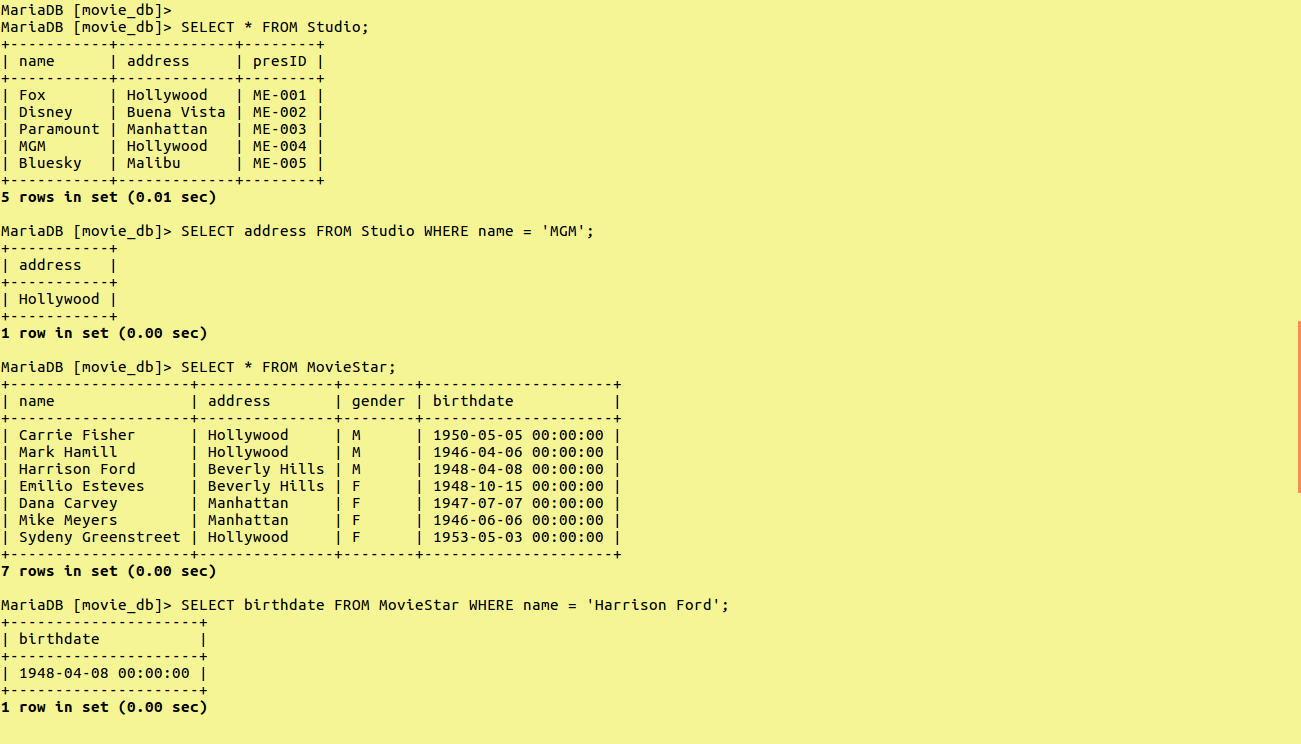 MariaDB [movie_db]>
MariaDB [movie_db]> SELECT * FROM Studio;
+-----------+-------------+--------+
| name      | address     | presID |
+-----------+-------------+--------+
| Fox       | Hollywood   | ME-001 |
| Disney    | Buena Vista | ME-002 |
| Paramount | Manhattan   | ME-003 |
| MGM       | Hollywood   | ME-004 |
| Bluesky   | Malibu      | ME-005 |
+-----------+-------------+--------+
5 rows in set (0.01 sec)

MariaDB [movie_db]> SELECT address FROM Studio WHERE name = 'MGM';
+-----------+
| address   |
+-----------+
| Hollywood |
+-----------+
1 row in set (0.00 sec)

MariaDB [movie_db]> SELECT * FROM MovieStar;
+--------------------+---------------+--------+---------------------+
| name               | address       | gender | birthdate           |
+--------------------+---------------+--------+---------------------+
| Carrie Fisher      | Hollywood     | M      | 1950-05-05 00:00:00 |
| Mark Hamill        | Hollywood     | M      | 1946-04-06 00:00:00 |
| Harrison Ford      | Beverly Hills | M      | 1948-04-08 00:00:00 |
| Emilio Esteves     | Beverly Hills | F      | 1948-10-15 00:00:00 |
| Dana Carvey        | Manhattan     | F      | 1947-07-07 00:00:00 |
| Mike Meyers        | Manhattan     | F      | 1946-06-06 00:00:00 |
| Sydeny Greenstreet | Hollywood     | F      | 1953-05-03 00:00:00 |
+--------------------+---------------+--------+---------------------+
7 rows in set (0.00 sec)

MariaDB [movie_db]> SELECT birthdate FROM MovieStar WHERE name = 'Harrison Ford';
+---------------------+
| birthdate           |
+---------------------+
| 1948-04-08 00:00:00 |
+---------------------+
1 row in set (0.00 sec)